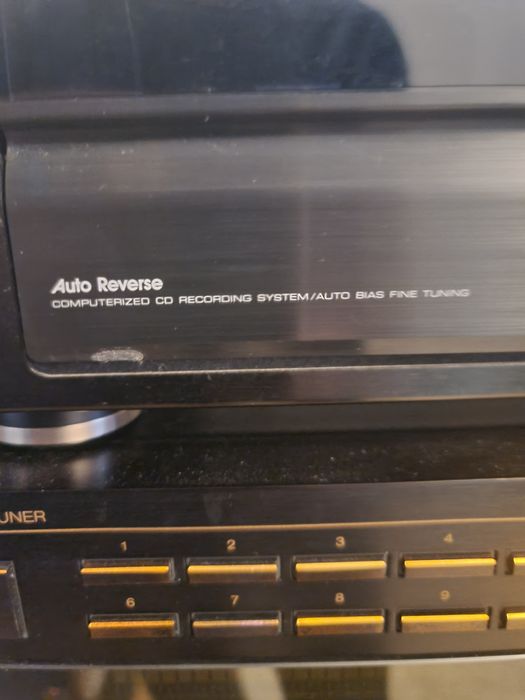 Auto Reverse
COMPUTERIZED CD RECORDING SYSTEM/AUTO BIAS FINE TUNING
UNER
1 2 3 4
6 7 8 9